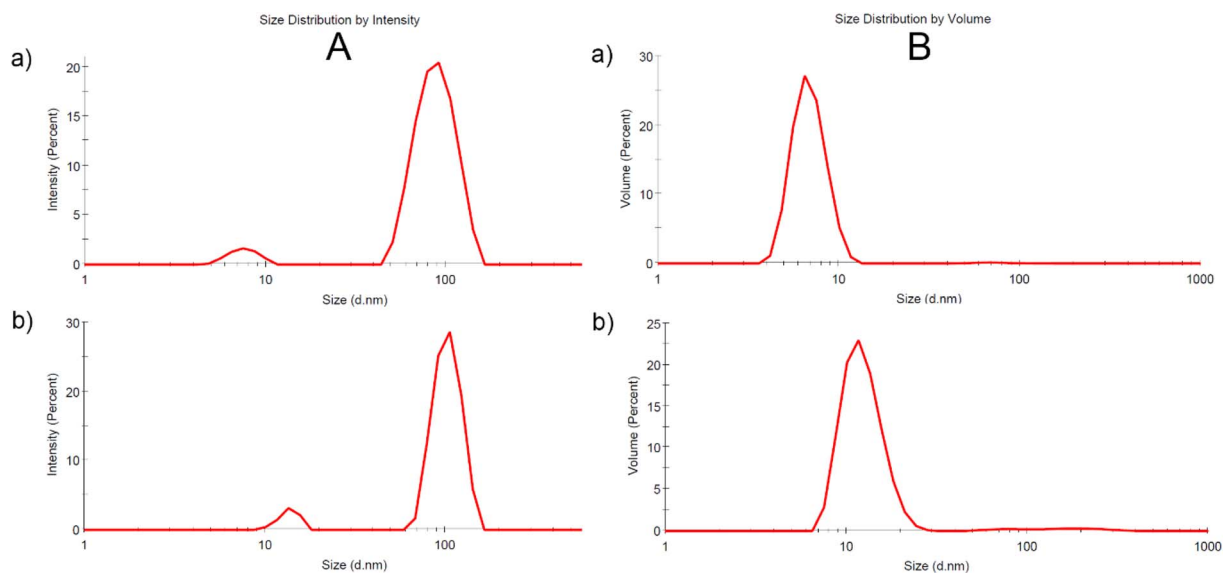 Size Distribution by Intensity
A
a)
20
15
10
5
0
Intensity (Percent)
1
10
100
Size (d.nm)
Size Distribution by Volume
B
a)
30
20
10
0
Volume (Percent)
1
10
100
1000
Size (d.nm)
b)
30
20
10
0
Intensity (Percent)
1
10
100
Size (d.nm)
b)
25
20
15
10
5
0
Volume (Percent)
1
10
100
1000
Size (d.nm)